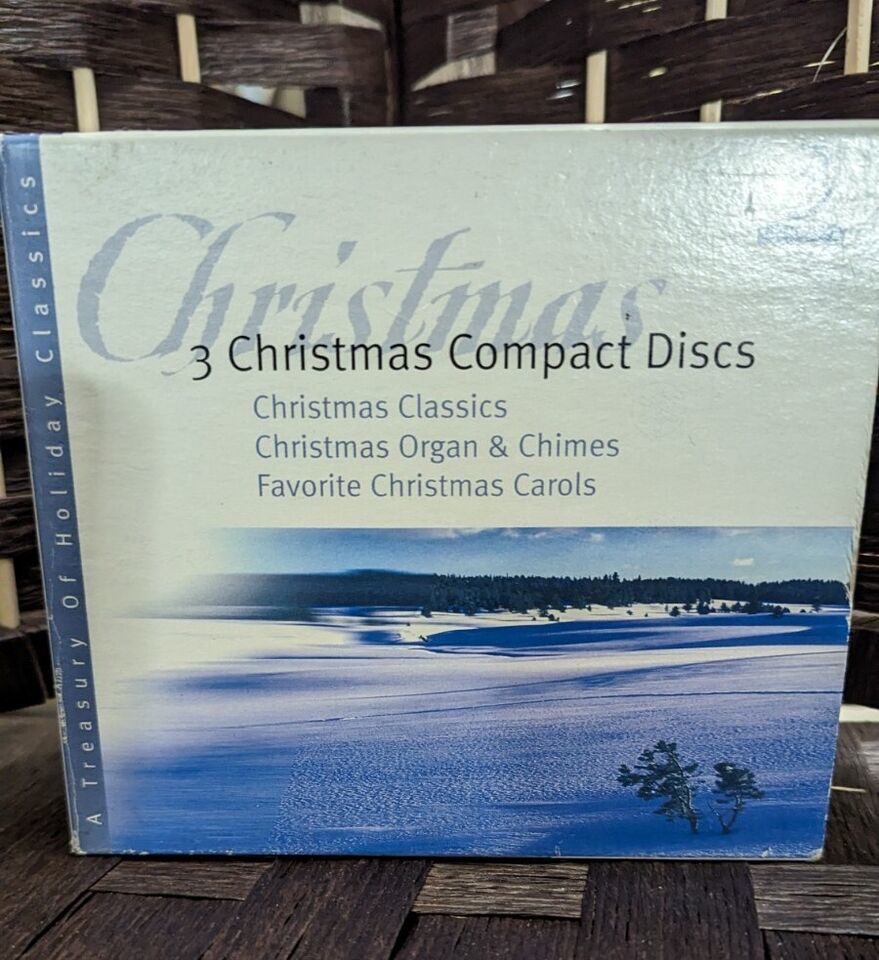 Christmas
3 Christmas Compact Discs
Christmas Classics
Christmas Organ & Chimes
Favorite Christmas Carols
A Treasury Of Holiday Classics